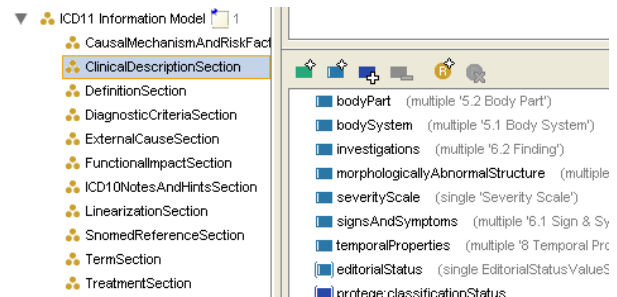 ICD11 Information Model 1
CausalMechanismAndRiskFact
ClinicalDescriptionSection
DefinitionSection
DiagnosticCriteriaSection
ExternalCauseSection
FunctionalImpactSection
ICD10NotesAndHintsSection
LinearizationSection
SnomedReferenceSection
TermSection
TreatmentSection
R
bodyPart (multiple '5.2 Body Part')
bodySystem (multiple '5.1 Body System')
investigations (multiple '6.2 Finding')
morphologicallyAbnormalStructure (multiple
severityScale (single 'Severity Scale')
signsAndSymptoms (multiple '6.1 Sign & Sy
temporalProperties (multiple '8 Temporal Pro
editorialStatus (single EditorialStatusValueS
protege:classificationStatus